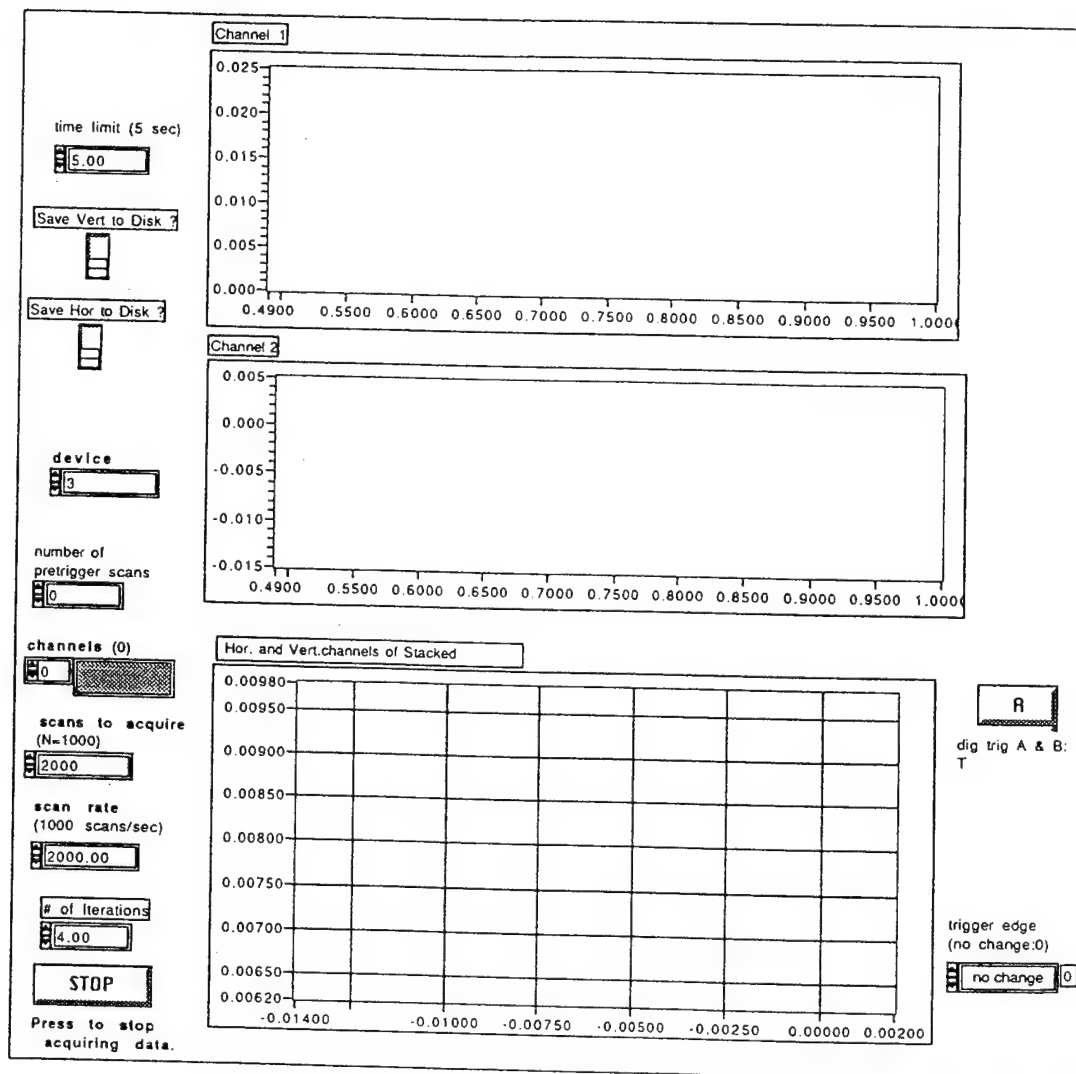 Channel 1
0.025
0.020
0.015
0.010
0.005
0.000
0.4900 0.5500 0.6000 0.6500 0.7000 0.7500 0.8000 0.8500 0.9000 0.9500 1.0000
time limit (5 sec)
5.00
Save Vert to Disk ?
Save Hor to Disk ?
Channel 2
0.005
0.000
-0.005
-0.010
-0.015
0.4900 0.5500 0.6000 0.6500 0.7000 0.7500 0.8000 0.8500 0.9000 0.9500 1.0000
device
3
number of
pretrigger scans
0
channels (0)
0
scans to acquire
(N=1000)
2000
scan rate
(1000 scans/sec)
2000.00
# of Iterations
4.00
STOP
Press to stop
acquiring data.
Hor. and Vert.channels of Stacked
0.00980
0.00950
0.00900
0.00850
0.00800
0.00750
0.00700
0.00650
0.00620
-0.01400 -0.01000 -0.00750 -0.00500 -0.00250 0.00000 0.00200
R
dig trig A & B:
T
trigger edge
(no change:0)
no change 0